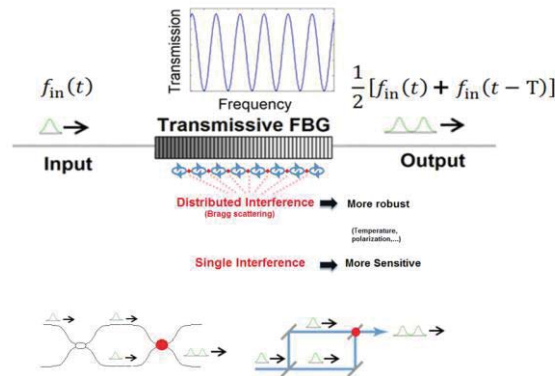 Transmission
Frequency
f_in(t)
1/2 [f_in(t) + f_in(t − T)]
Transmissive FBG
Input
Output
Distributed Interference
(Bragg scattering)
More robust
(Temperature,
polarization,...)
Single Interference
More Sensitive